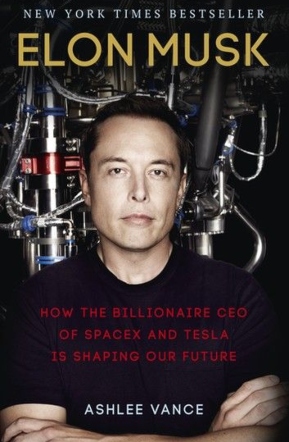 NEW YORK TIMES BESTSELLER
ELON MUSK
HOW THE BILLIONAIRE CEO
OF SPACEX AND TESLA
IS SHAPING OUR FUTURE
ASHLEE VANCE